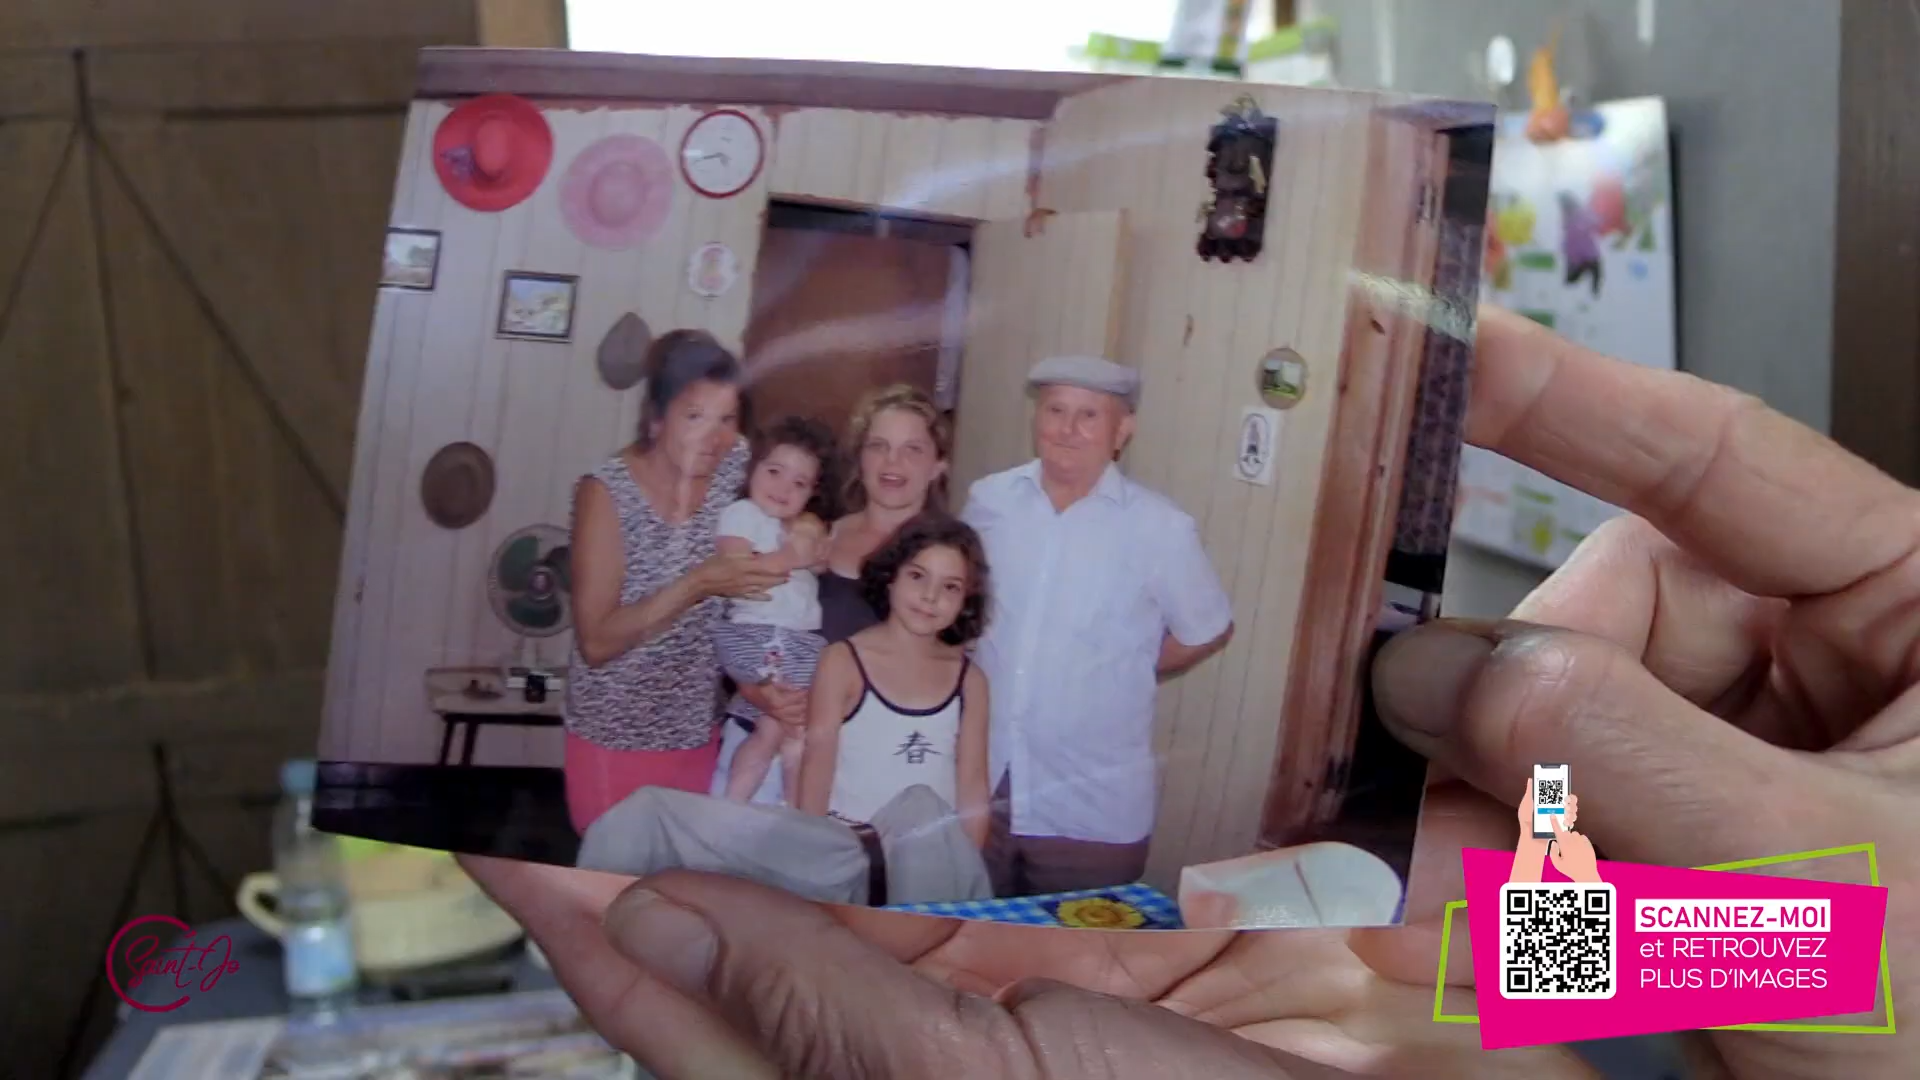 春
Saint-Jo
SCANNEZ-MOI
et RETROUVEZ
PLUS D'IMAGES